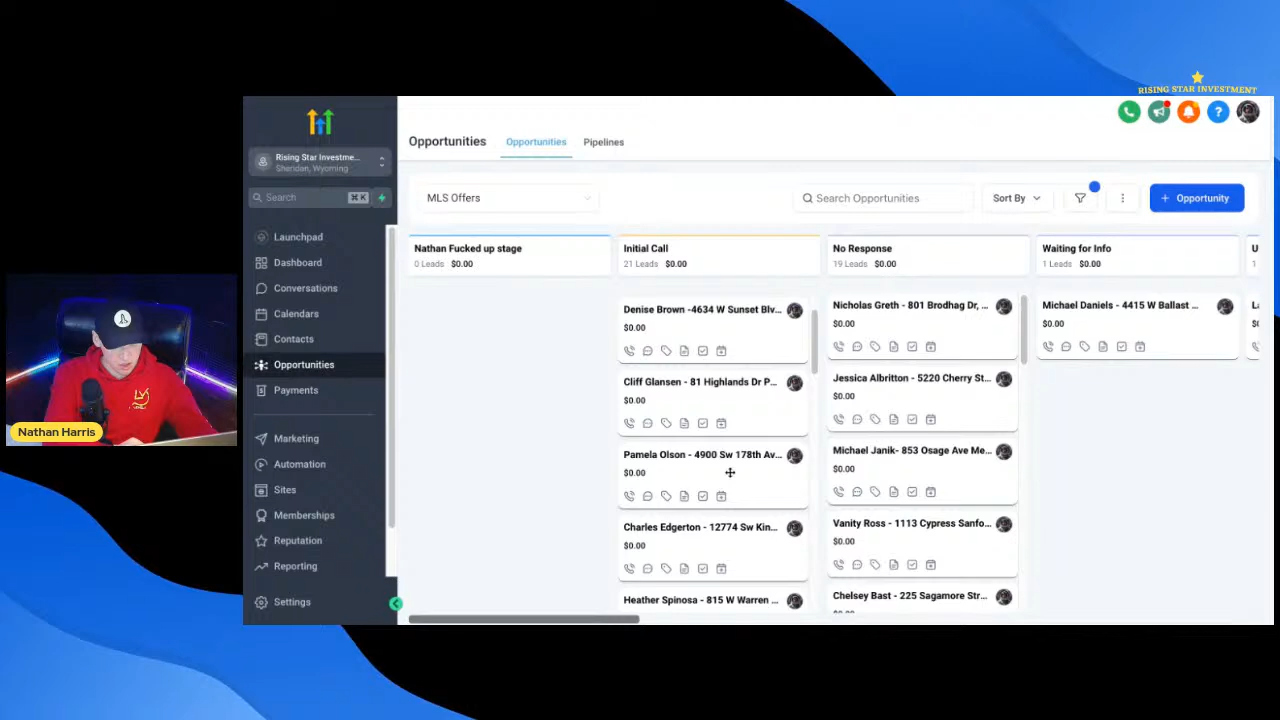 RISING STAR INVESTMENT
Rising Star Investme...
Sheridan, Wyoming
Search
⌘K
Launchpad
Dashboard
Conversations
Calendars
Contacts
Opportunities
Payments
Marketing
Automation
Sites
Memberships
Reputation
Reporting
Settings
Nathan Harris
Opportunities
Opportunities
Pipelines
MLS Offers
Search Opportunities
Sort By
+ Opportunity
Nathan Fucked up stage
0 Leads $0.00
Initial Call
21 Leads $0.00
Denise Brown -4634 W Sunset Blv...
$0.00
Cliff Glansen - 81 Highlands Dr P...
$0.00
Pamela Olson - 4900 Sw 178th Av...
$0.00
Charles Edgerton - 12774 Sw Kin...
$0.00
Heather Spinosa - 815 W Warren ...
No Response
19 Leads $0.00
Nicholas Greth - 801 Brodhag Dr, ...
$0.00
Jessica Albritton - 5220 Cherry St...
$0.00
Michael Janik- 853 Osage Ave Me...
$0.00
Vanity Ross - 1113 Cypress Sanfo...
$0.00
Chelsey Bast - 225 Sagamore Str...
$0.00
Waiting for Info
1 Leads $0.00
Michael Daniels - 4415 W Ballast ...
$0.00
U
1
La